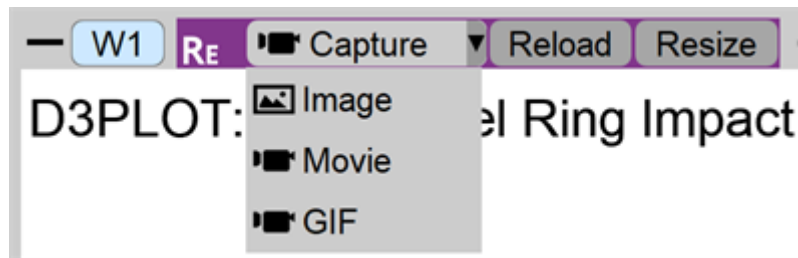 W1 RE Capture Reload Resize
Image
D3PLOT: el Ring Impact
Movie
GIF